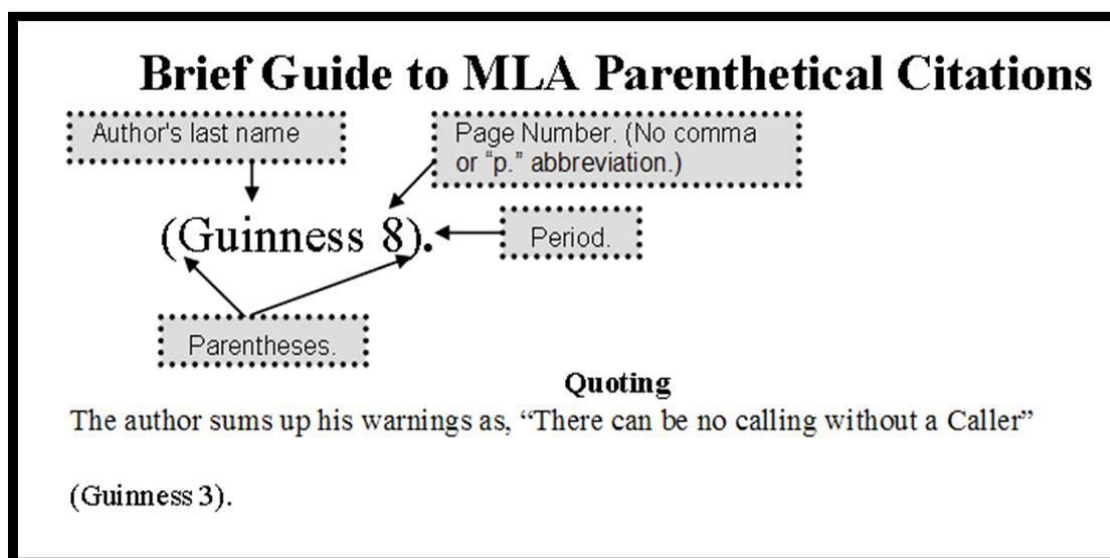 Brief Guide to MLA Parenthetical Citations
Author's last name
Page Number. (No comma
or “p.” abbreviation.)
(Guinness 8).
Period.
Parentheses.
Quoting
The author sums up his warnings as, “There can be no calling without a Caller”
(Guinness 3).